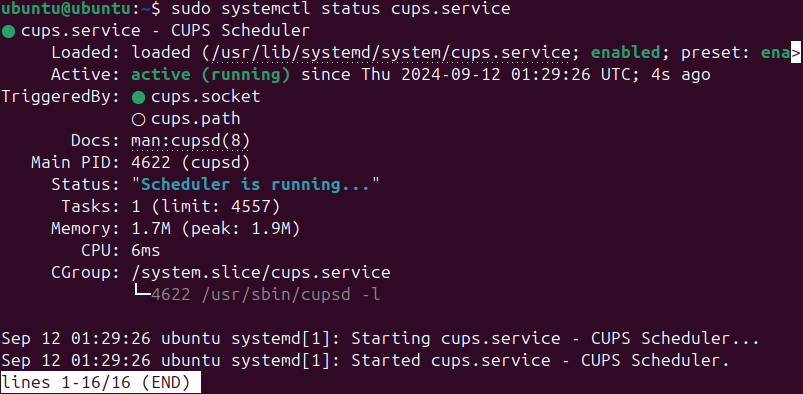 ubuntu@ubuntu:~$ sudo systemctl status cups.service
● cups.service - CUPS Scheduler
     Loaded: loaded (/usr/lib/systemd/system/cups.service; enabled; preset: ena>
     Active: active (running) since Thu 2024-09-12 01:29:26 UTC; 4s ago
TriggeredBy: ● cups.socket
             ○ cups.path
       Docs: man:cupsd(8)
   Main PID: 4622 (cupsd)
     Status: "Scheduler is running..."
      Tasks: 1 (limit: 4557)
     Memory: 1.7M (peak: 1.9M)
        CPU: 6ms
     CGroup: /system.slice/cups.service
             └─4622 /usr/sbin/cupsd -l

Sep 12 01:29:26 ubuntu systemd[1]: Starting cups.service - CUPS Scheduler...
Sep 12 01:29:26 ubuntu systemd[1]: Started cups.service - CUPS Scheduler.
lines 1-16/16 (END)